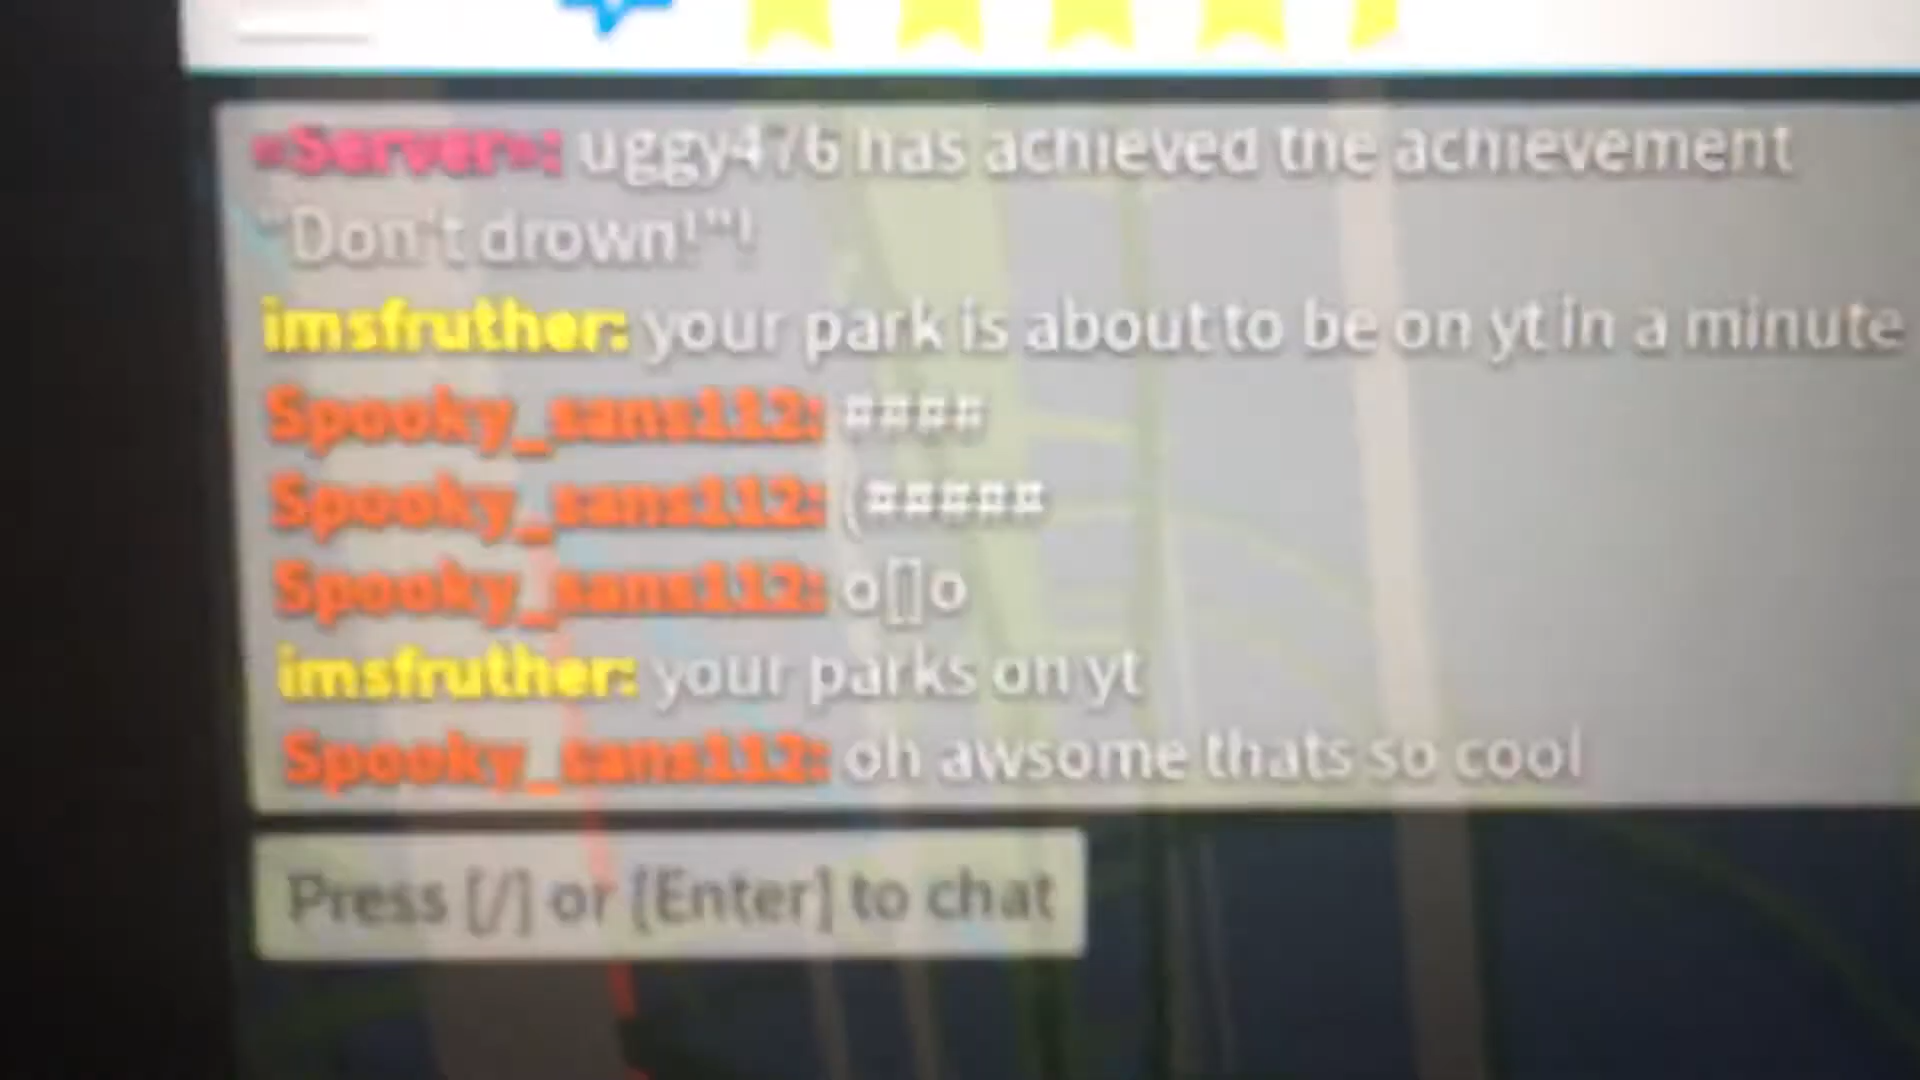 «Server»: uggy476 has achieved the achievement
"Don't drown!"!
imsfruther: your park is about to be on yt in a minute
Spooky_sans112: ¤¤¤¤
Spooky_sans112: (¤¤¤¤¤
Spooky_sans112: o[]o
imsfruther: your parks on yt
Spooky_sans112: oh awsome thats so cool
Press [/] or [Enter] to chat